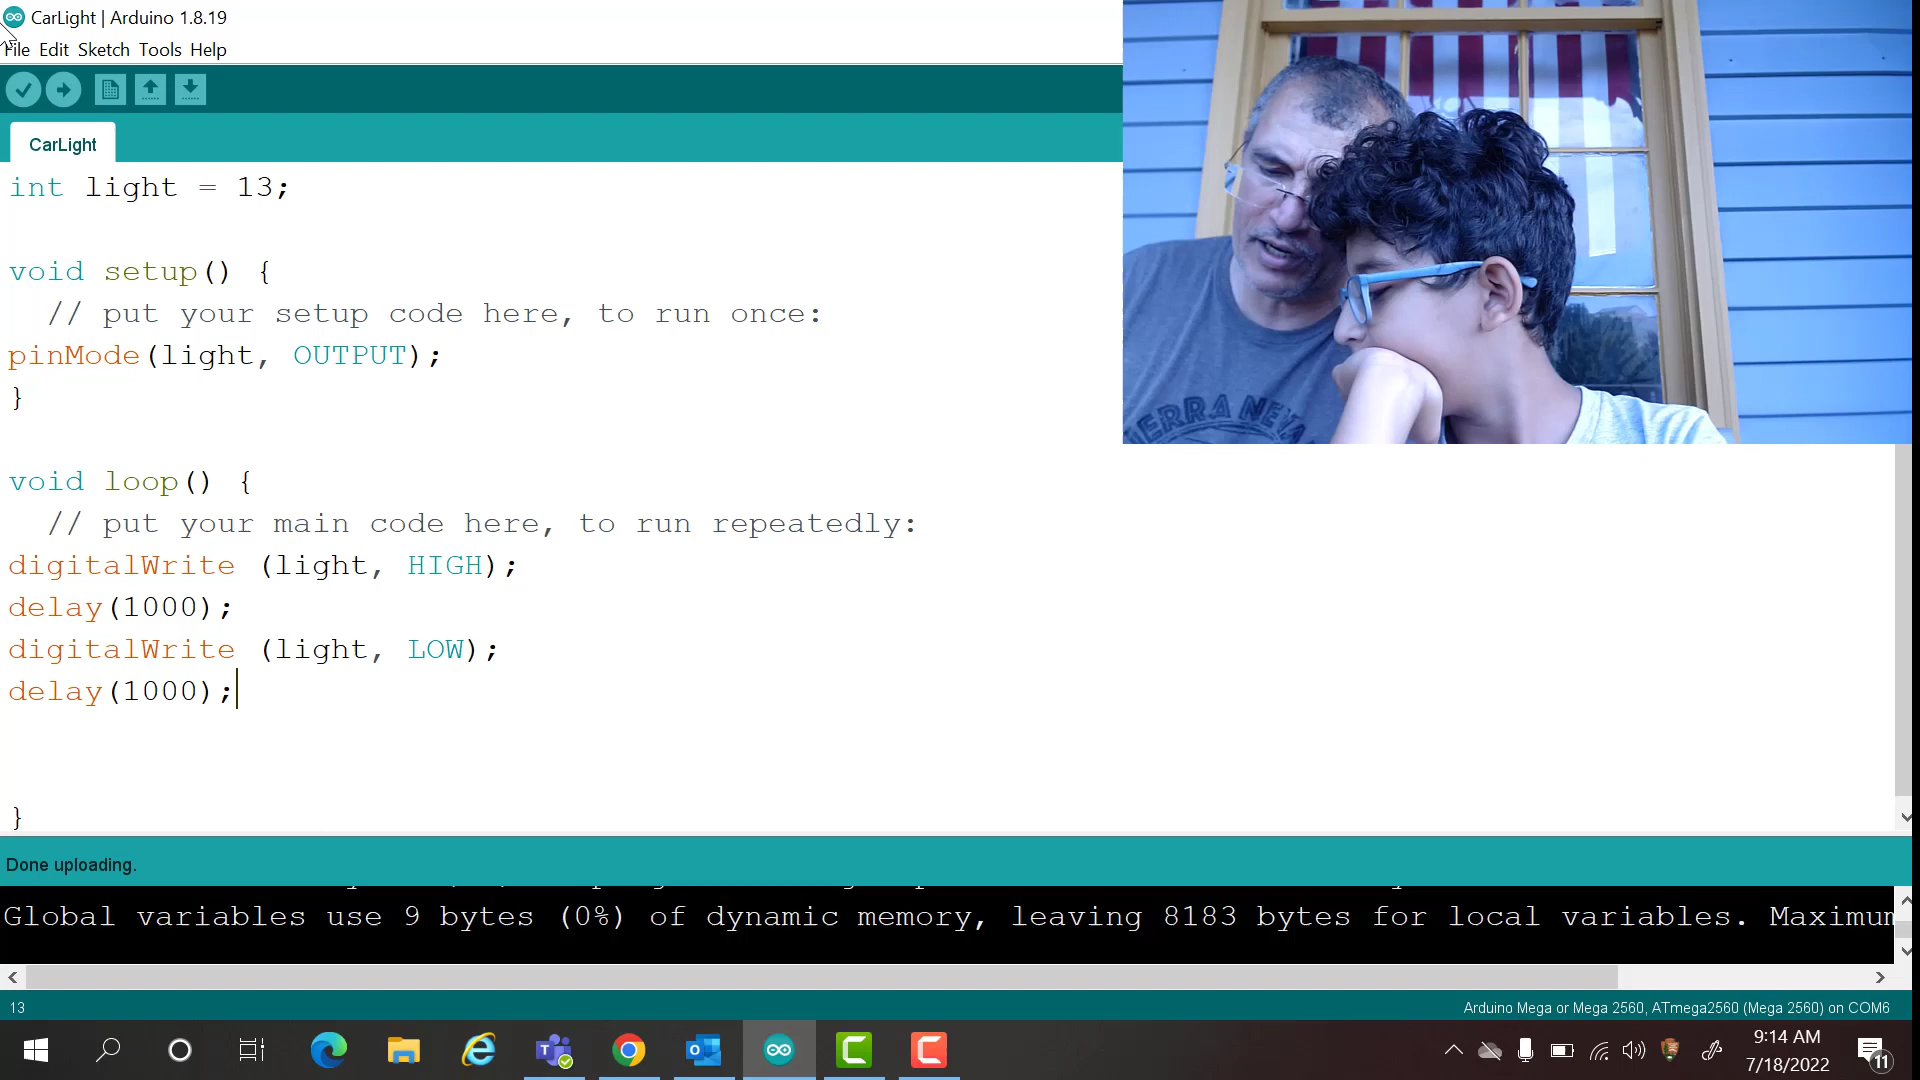 CarLight | Arduino 1.8.19
File Edit Sketch Tools Help
CarLight
int light = 13;
void setup() {
// put your setup code here, to run once:
pinMode(light, OUTPUT);
}
void loop() {
// put your main code here, to run repeatedly:
digitalWrite (light, HIGH);
delay(1000);
digitalWrite (light, LOW);
delay(1000);
}
Done uploading.
Global variables use 9 bytes (0%) of dynamic memory, leaving 8183 bytes for local variables. Maximum
13
Arduino Mega or Mega 2560, ATmega2560 (Mega 2560) on COM6
9:14 AM
7/18/2022
11